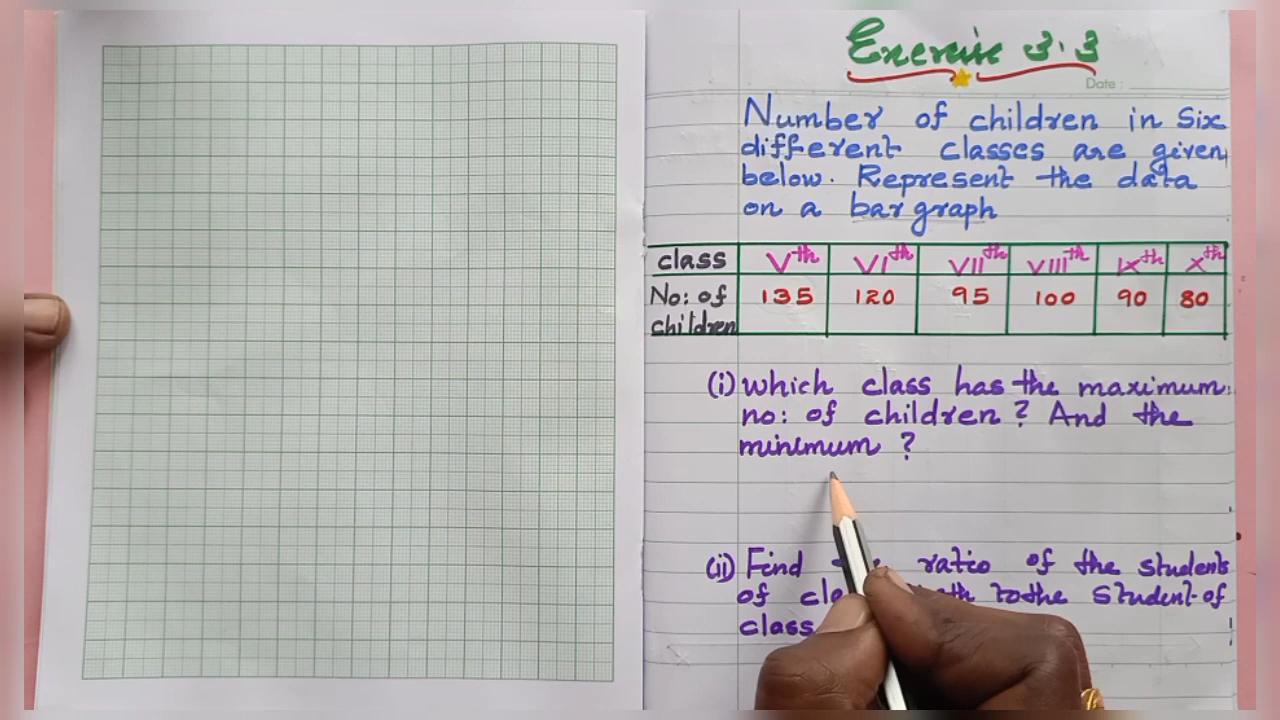 Exercise 3.3
Date :
Number of children in six
different classes are given
below. Represent the data
on a bar graph
class Vth VIth VIIth VIIIth IXth Xth
No: of children 135 120 95 100 90 80
(i) which class has the maximum
no: of children? And the
minimum?
(ii) Find ratio of the students
of to the student of
class